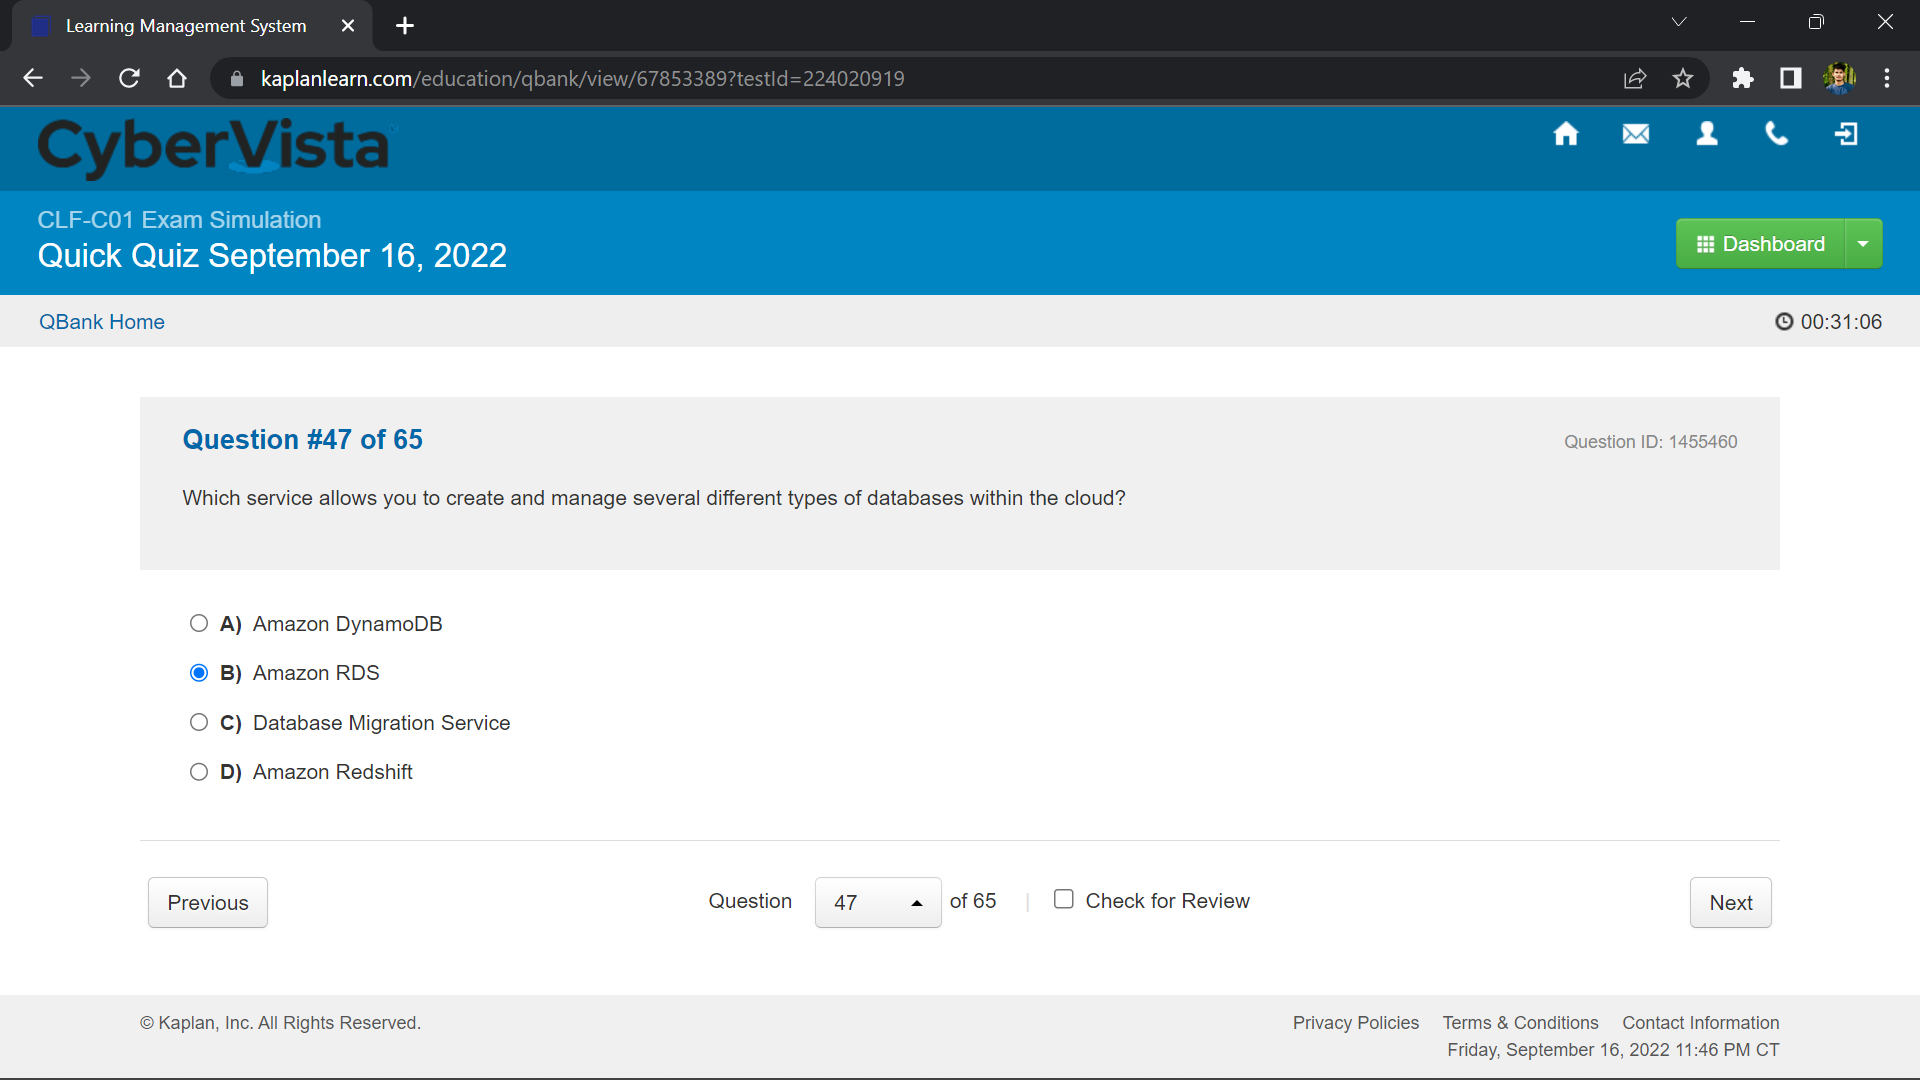 Learning Management System
kaplanlearn.com/education/qbank/view/67853389?testId=224020919
CyberVista
CLF-C01 Exam Simulation
Quick Quiz September 16, 2022
Dashboard
QBank Home
00:31:06
Question #47 of 65
Question ID: 1455460
Which service allows you to create and manage several different types of databases within the cloud?
A) Amazon DynamoDB
B) Amazon RDS
C) Database Migration Service
D) Amazon Redshift
Previous
Question 47 of 65 | Check for Review
Next
© Kaplan, Inc. All Rights Reserved.
Privacy Policies Terms & Conditions Contact Information
Friday, September 16, 2022 11:46 PM CT